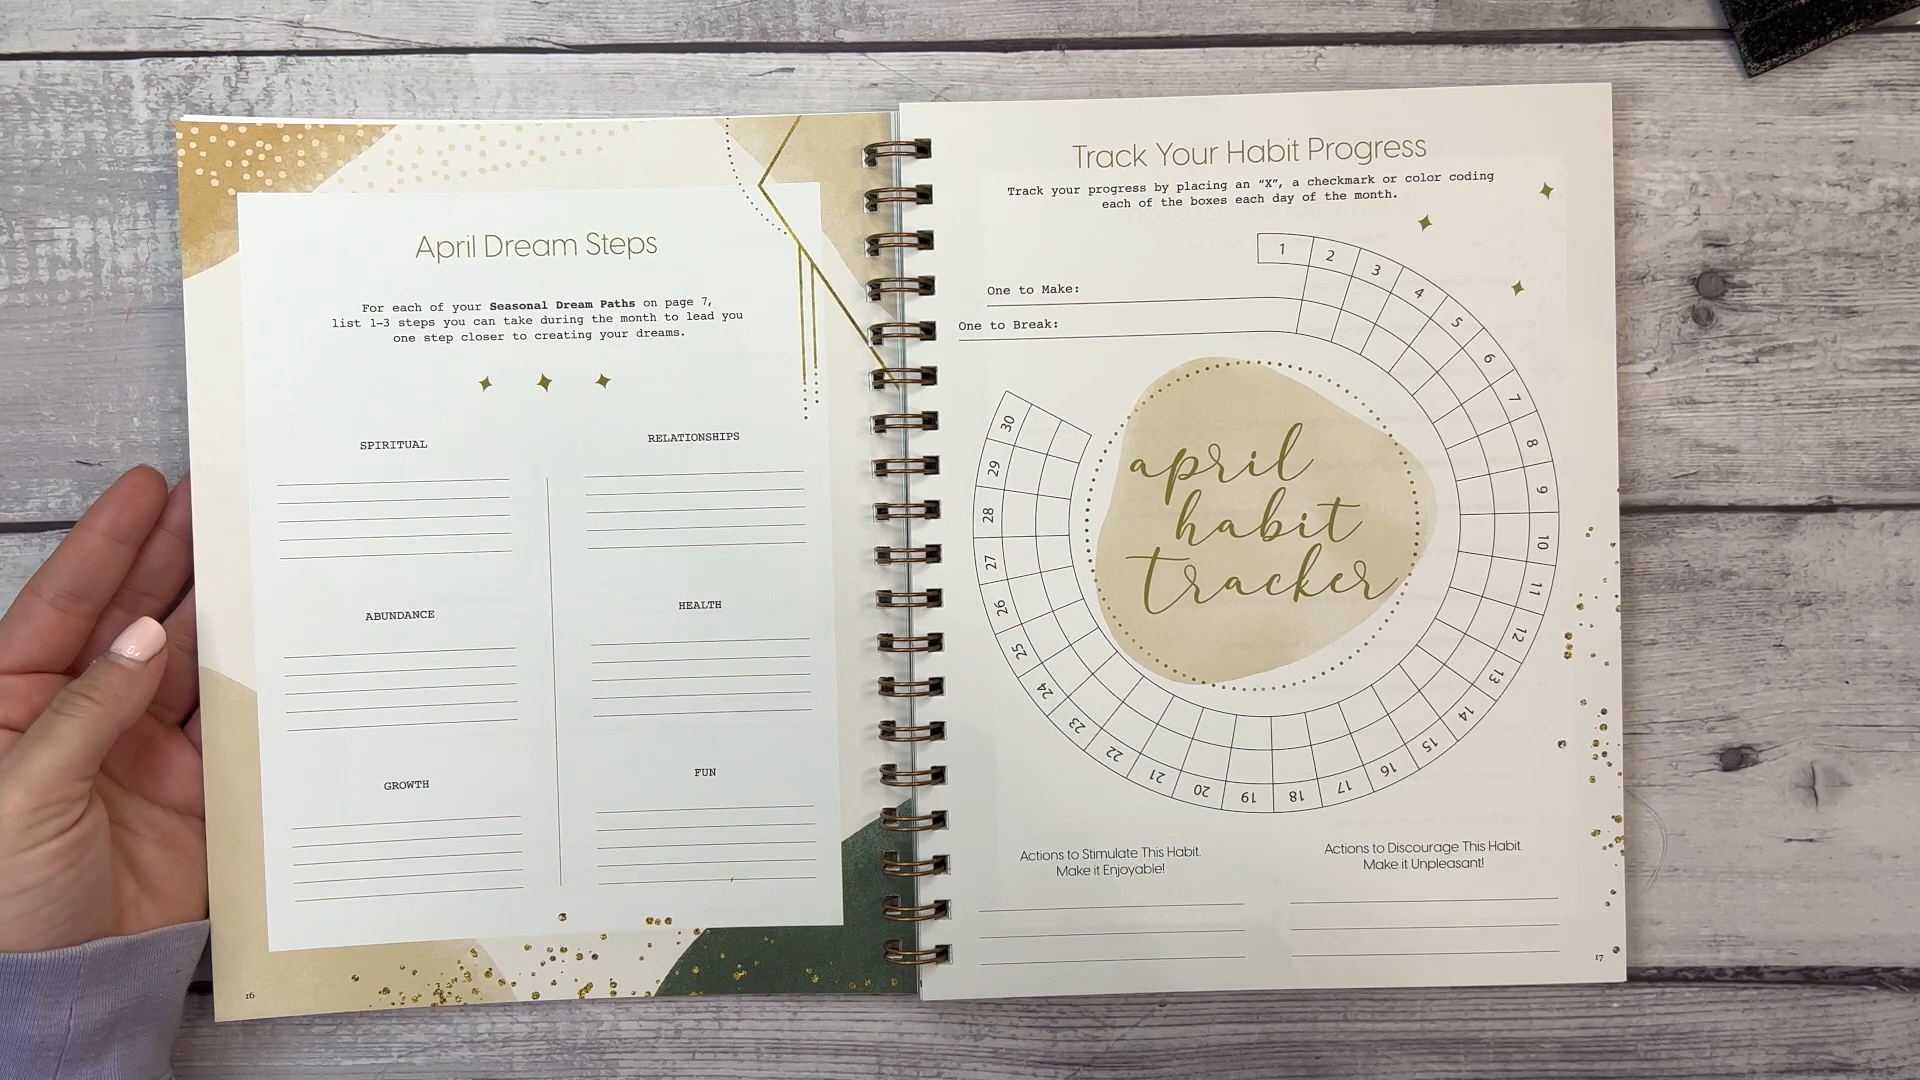 April Dream Steps
For each of your Seasonal Dream Paths on page 7,
list 1-3 steps you can take during the month to lead you
one step closer to creating your dreams.
SPIRITUAL
RELATIONSHIPS
ABUNDANCE
HEALTH
GROWTH
FUN
16
Track Your Habit Progress
Track your progress by placing an “X”, a checkmark or color coding
each of the boxes each day of the month.
One to Make:
One to Break:
1
2
3
4
5
6
7
8
9
10
11
12
13
14
15
16
17
18
19
20
21
22
23
24
25
26
27
28
29
30
april
habit
tracker
Actions to Stimulate This Habit.
Make it Enjoyable!
Actions to Discourage This Habit.
Make it Unpleasant!
17